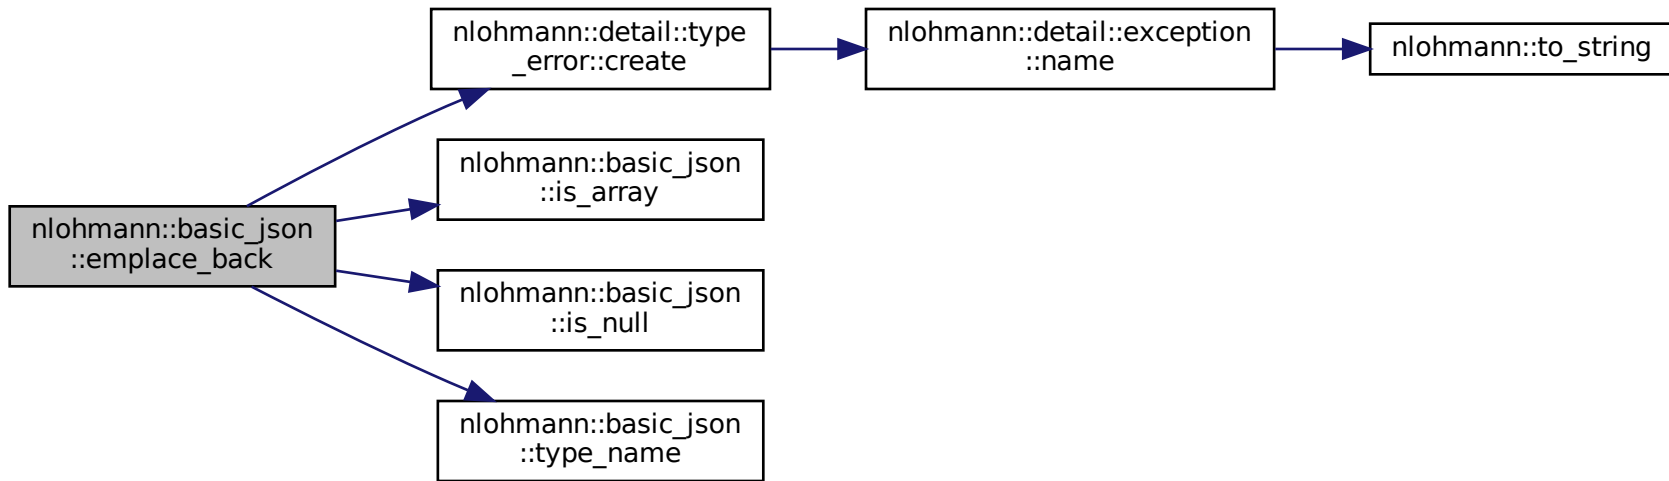 nlohmann::detail::type
_error::create
nlohmann::detail::exception
::name
nlohmann::to_string
nlohmann::basic_json
::is_array
nlohmann::basic_json
::emplace_back
nlohmann::basic_json
::is_null
nlohmann::basic_json
::type_name